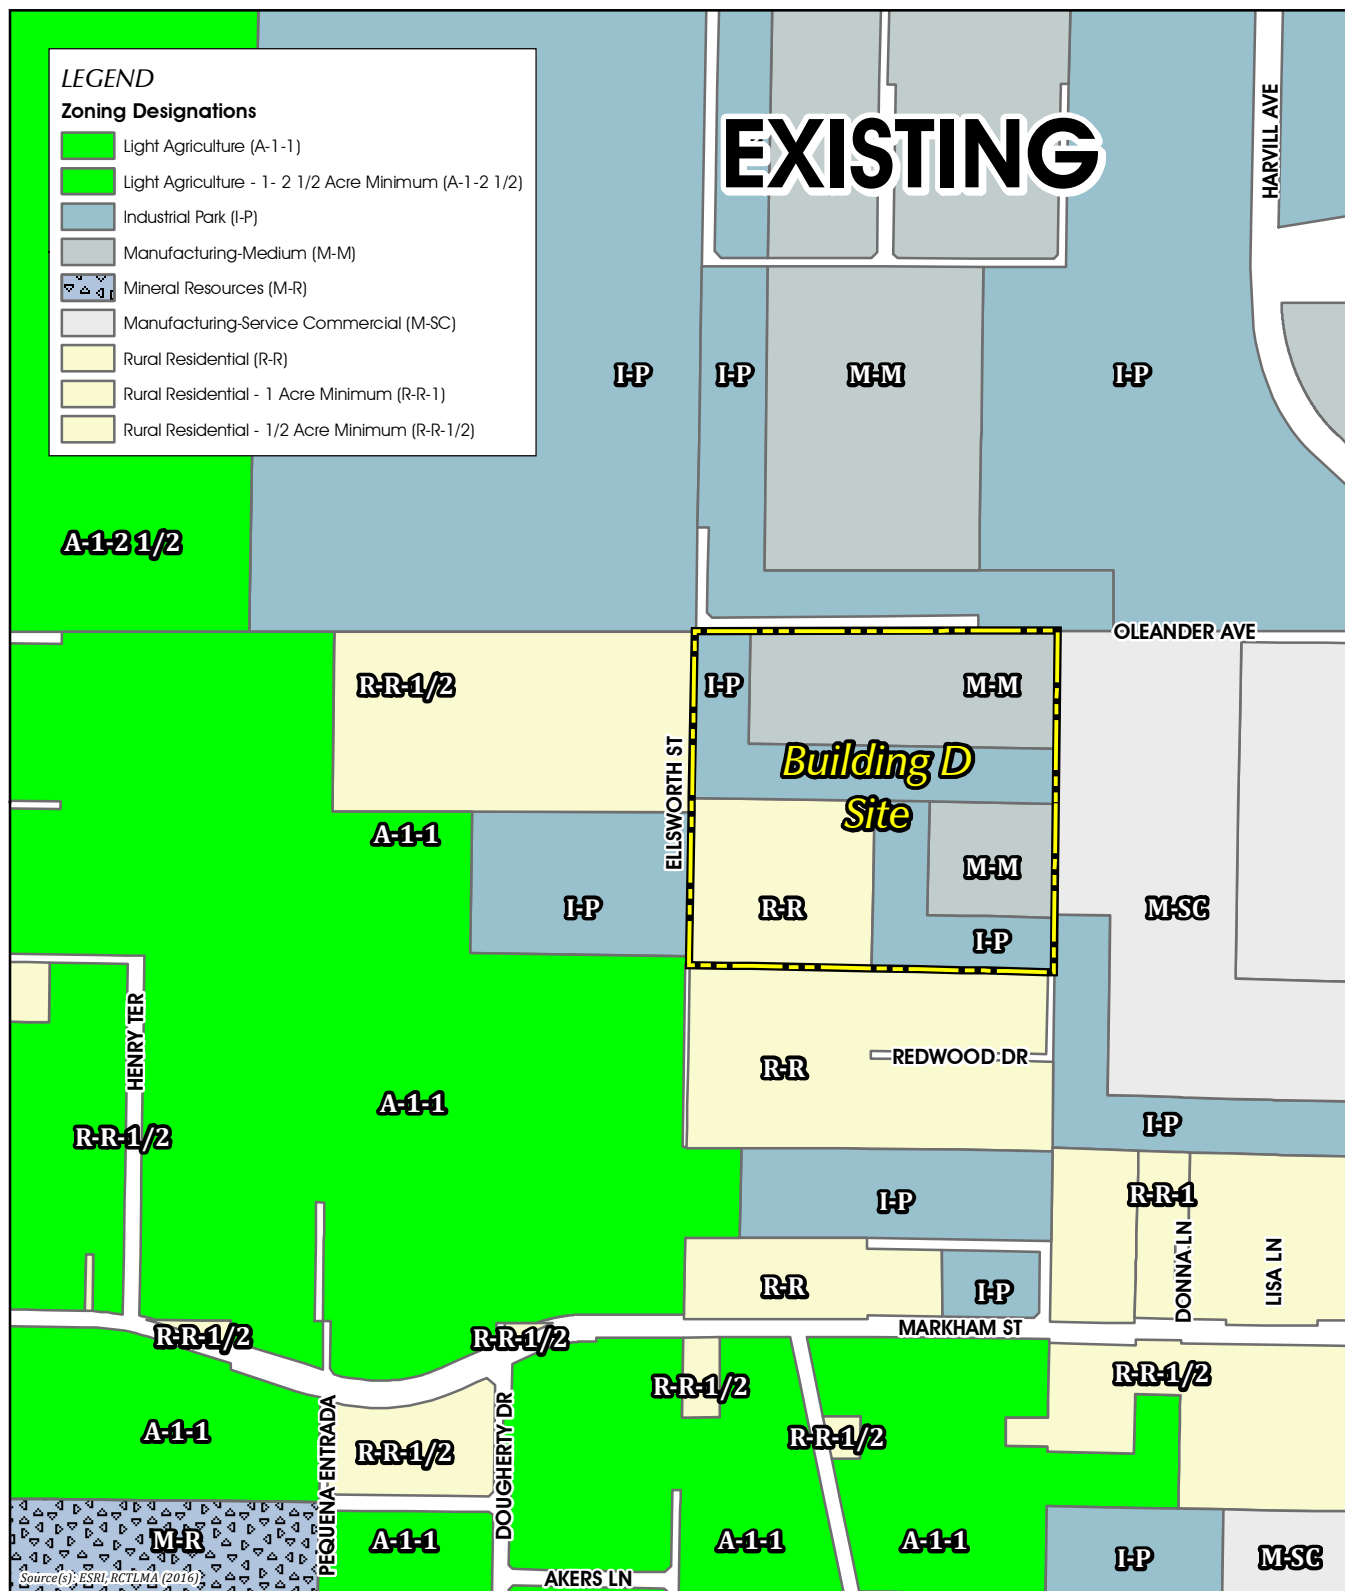 LEGEND
Zoning Designations
Light Agriculture (A-1-1)
Light Agriculture - 1- 2 1/2 Acre Minimum (A-1-2 1/2)
Industrial Park (I-P)
Manufacturing-Medium (M-M)
Mineral Resources (M-R)
Manufacturing-Service Commercial (M-SC)
Rural Residential (R-R)
Rural Residential - 1 Acre Minimum (R-R-1)
Rural Residential - 1/2 Acre Minimum (R-R-1/2)
EXISTING
HARVILL AVE
I-P
I-P
M-M
I-P
A-1-2 1/2
OLEANDER AVE
R-R-1/2
I-P
M-M
ELLSWORTH ST
Building D
Site
A-1-1
M-M
I-P
R-R
M-SC
I-P
HENRY TER
REDWOOD DR
R-R
A-1-1
I-P
R-R-1/2
I-P
R-R-1
DONNA LN
LISA LN
R-R
I-P
MARKHAM ST
R-R-1/2
R-R-1/2
R-R-1/2
R-R-1/2
A-1-1
R-R-1/2
R-R-1/2
PEQUENA ENTRADA
DOUGHERTY DR
M-R
A-1-1
A-1-1
A-1-1
I-P
M-SC
AKERS LN
Source(s): ESRI, RCTLMA (2016)